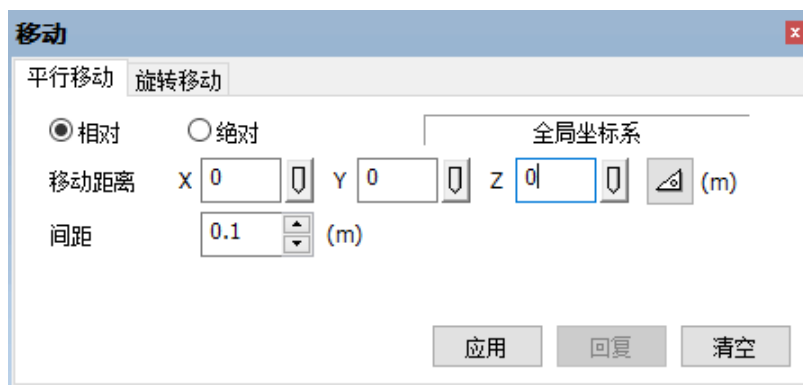 移动
平行移动 旋转移动
相对 绝对 全局坐标系
移动距离 X 0 Y 0 Z 0 (m)
间距 0.1 (m)
应用 回复 清空